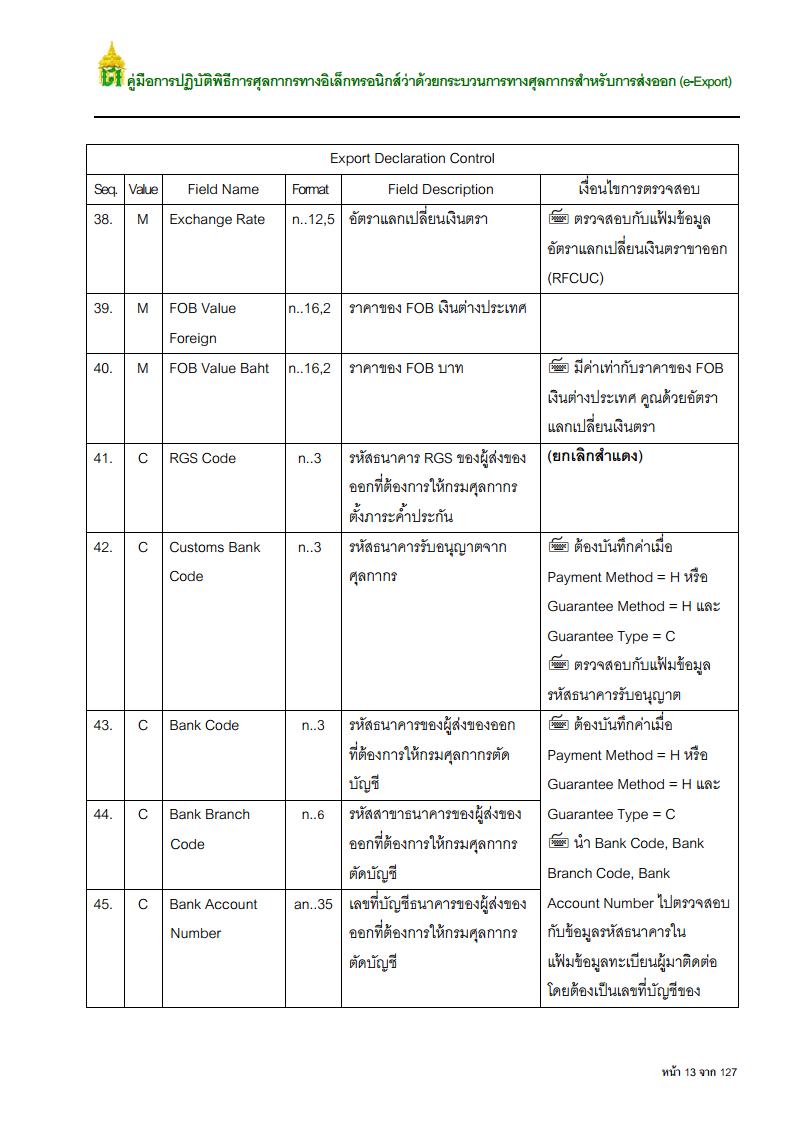 คู่มือการปฏิบัติพิธีการศุลกากรทางอิเล็กทรอนิกส์ว่าด้วยกระบวนการทางศุลกากรสำหรับการส่งออก (e-Export)
Export Declaration Control
Seq. Value Field Name Format Field Description เงื่อนไขการตรวจสอบ
38. M Exchange Rate n..12,5 อัตราแลกเปลี่ยนเงินตรา ตรวจสอบกับแฟ้มข้อมูล
อัตราแลกเปลี่ยนเงินตราขาออก
(RFCUC)
39. M FOB Value n..16,2 ราคาของ FOB เงินต่างประเทศ
Foreign
40. M FOB Value Baht n..16,2 ราคาของ FOB บาท มีค่าเท่ากับราคาของ FOB
เงินต่างประเทศ คูณด้วยอัตรา
แลกเปลี่ยนเงินตรา
41. C RGS Code n..3 รหัสธนาคาร RGS ของผู้ส่งของ (ยกเลิกสำแดง)
ออกที่ต้องการให้กรมศุลกากร
ตั้งภาระค้ำประกัน
42. C Customs Bank n..3 รหัสธนาคารรับอนุญาตจาก ต้องบันทึกค่าเมื่อ
Code ศุลกากร Payment Method = H หรือ
Guarantee Method = H และ
Guarantee Type = C
ตรวจสอบกับแฟ้มข้อมูล
รหัสธนาคารรับอนุญาต
43. C Bank Code n..3 รหัสธนาคารของผู้ส่งของออก ต้องบันทึกค่าเมื่อ
ที่ต้องการให้กรมศุลกากรตัด Payment Method = H หรือ
บัญชี Guarantee Method = H และ
44. C Bank Branch n..6 รหัสสาขาธนาคารของผู้ส่งของ Guarantee Type = C
Code ออกที่ต้องการให้กรมศุลกากร นำ Bank Code, Bank
ตัดบัญชี Branch Code, Bank
45. C Bank Account an..35 เลขที่บัญชีธนาคารของผู้ส่งของ Account Number ไปตรวจสอบ
Number ออกที่ต้องการให้กรมศุลกากร กับข้อมูลรหัสธนาคารใน
ตัดบัญชี แฟ้มข้อมูลทะเบียนผู้มาติดต่อ
โดยต้องเป็นเลขที่บัญชีของ
หน้า 13 จาก 127